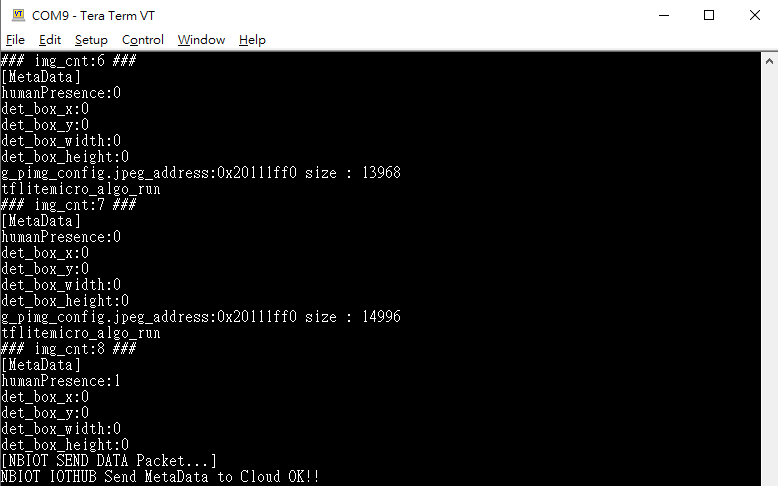 COM9 - Tera Term VT
File Edit Setup Control Window Help
### img_cnt:6 ###
[MetaData]
humanPresence:0
det_box_x:0
det_box_y:0
det_box_width:0
det_box_height:0
g_pimg_config.jpeg_address:0x20111ff0 size : 13968
tflitemicro_algo_run
### img_cnt:7 ###
[MetaData]
humanPresence:0
det_box_x:0
det_box_y:0
det_box_width:0
det_box_height:0
g_pimg_config.jpeg_address:0x20111ff0 size : 14996
tflitemicro_algo_run
### img_cnt:8 ###
[MetaData]
humanPresence:1
det_box_x:0
det_box_y:0
det_box_width:0
det_box_height:0
[NBIOT SEND DATA Packet...]
NBIOT IOTHUB Send MetaData to Cloud OK!!